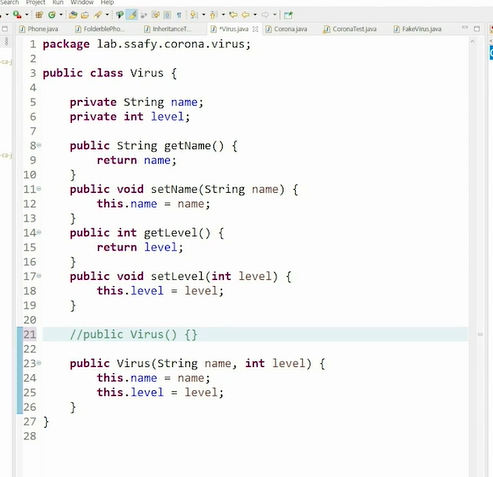 Search Project Run Window Help
Phone.java FolderblePho... InheritanceT... *Virus.java Corona.java CoronaTest.java FakeVirus.java
1 package lab.ssafy.corona.virus;
2
3 public class Virus {
4
5 private String name;
6 private int level;
7
8 public String getName() {
9 return name;
10 }
11 public void setName(String name) {
12 this.name = name;
13 }
14 public int getLevel() {
15 return level;
16 }
17 public void setLevel(int level) {
18 this.level = level;
19 }
20
21 //public Virus() {}
22
23 public Virus(String name, int level) {
24 this.name = name;
25 this.level = level;
26 }
27 }
28